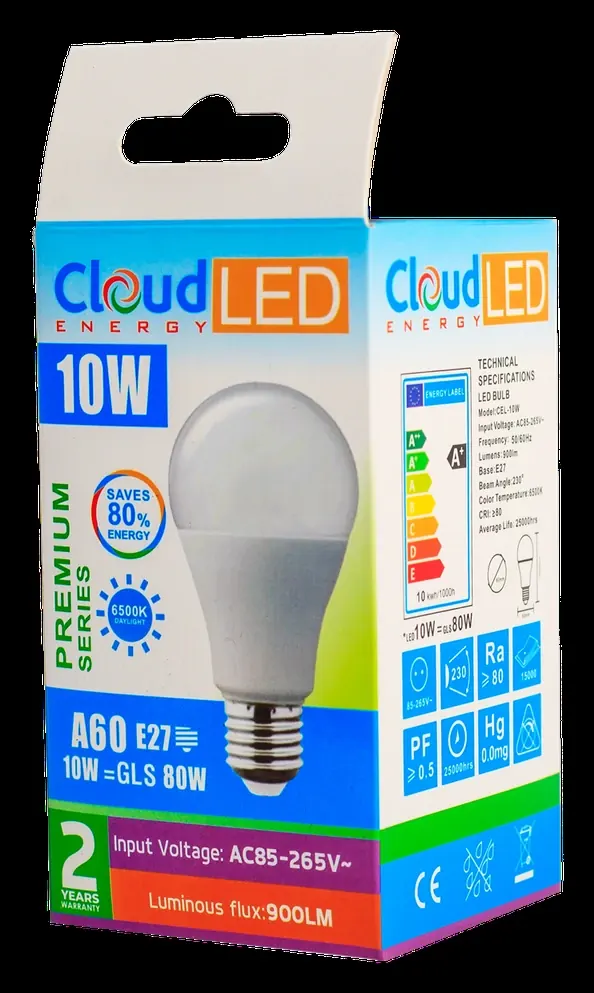 Cloud LED
ENERGY
10W
SAVES
80%
ENERGY
6500K
DAYLIGHT
PREMIUM
SERIES
A60 E27
10W = GLS 80W
2
YEARS
WARRANTY
Input Voltage: AC85-265V~
Luminous flux:900LM
Cloud LED
ENERGY
ENERGY LABEL
A++
A+
A
B
C
D
E
A+
10 kwh/1000h
TECHNICAL
SPECIFICATIONS
LED BULB
Model:CEL-10W
Input Voltage: AC85-265V~
Frequency: 50/60Hz
Lumens:900lm
Base:E27
Beam Angle:230°
Color Temperature:6500K
CRI: ≥80
Average Life: 25000hrs
*LED10W=GLS80W
85-265V~
230
Ra
≥ 80
15000
PF
≥ 0.5
25000hrs
Hg
0.0mg
CE